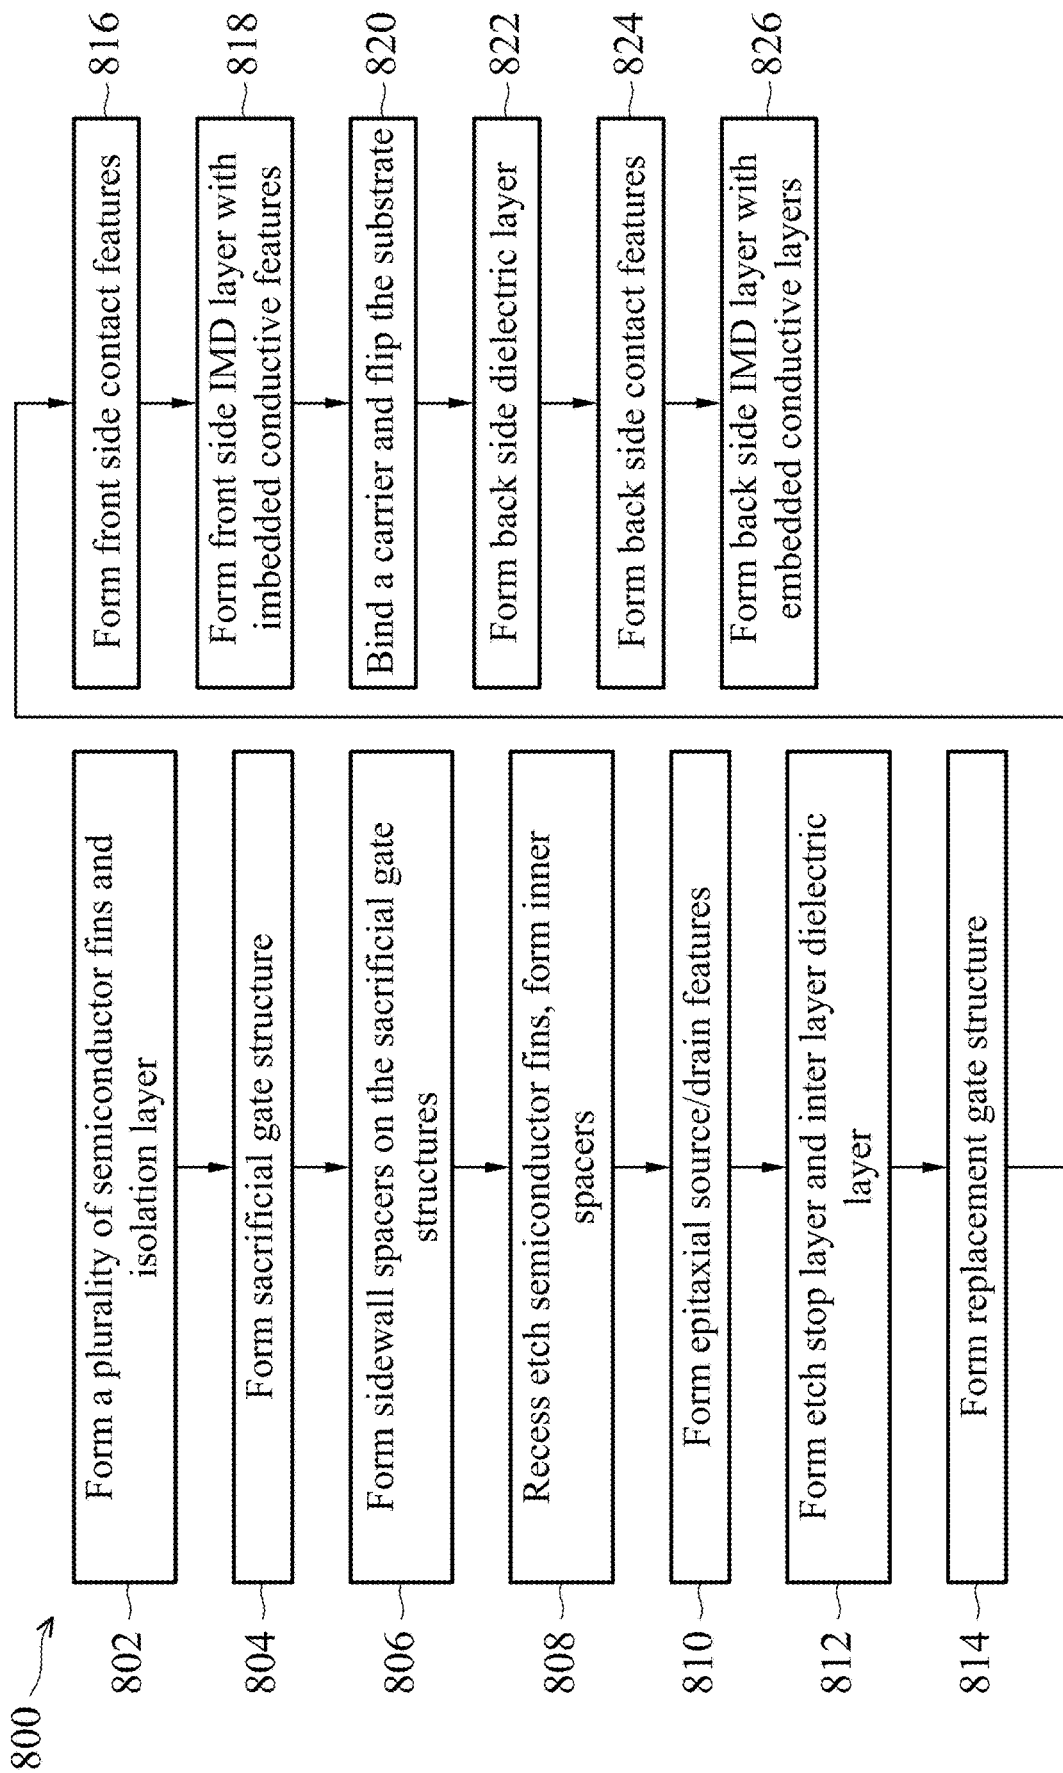 800
802
Form a plurality of semiconductor fins and
isolation layer
804
Form sacrificial gate structure
806
Form sidewall spacers on the sacrificial gate
structures
808
Recess etch semiconductor fins, form inner
spacers
810
Form epitaxial source/drain features
812
Form etch stop layer and inter layer dielectric
layer
814
Form replacement gate structure
Form front side contact features
816
Form front side IMD layer with
imbedded conductive features
818
Bind a carrier and flip the substrate
820
Form back side dielectric layer
822
Form back side contact features
824
Form back side IMD layer with
embedded conductive layers
826